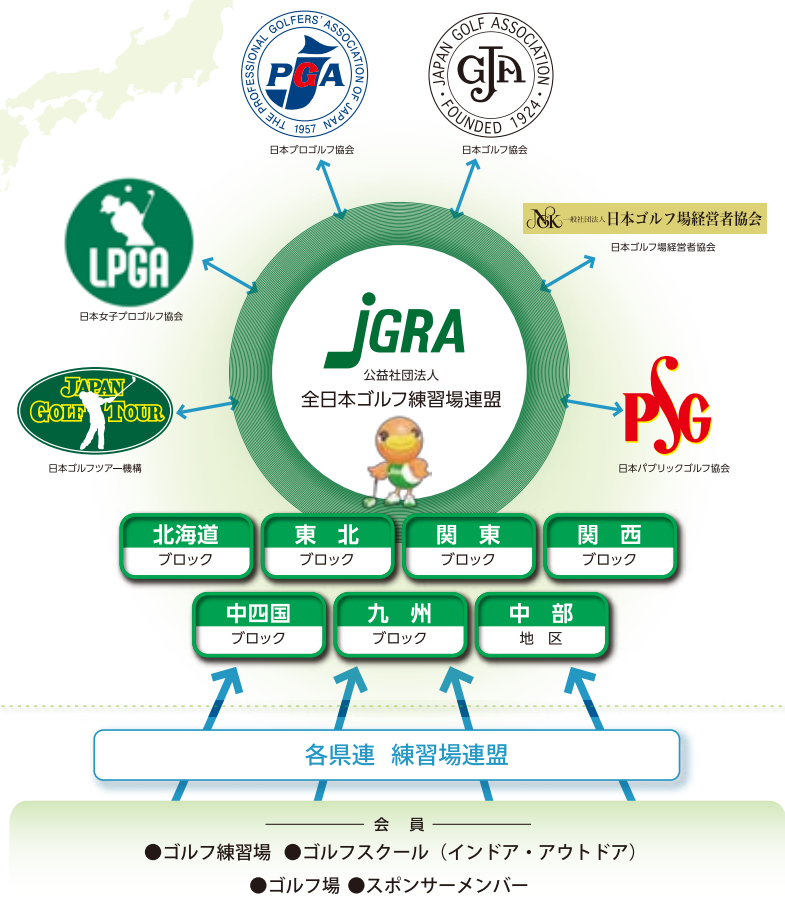 THE PROFESSIONAL GOLFERS' ASSOCIATION OF JAPAN
PGA
1957
日本プロゴルフ協会
JAPAN GOLF ASSOCIATION
JGA
FOUNDED 1924
日本ゴルフ協会
LPGA
日本女子プロゴルフ協会
NGK 一般社団法人 日本ゴルフ場経営者協会
日本ゴルフ場経営者協会
JGRA
公益社団法人
全日本ゴルフ練習場連盟
JAPAN
GOLF TOUR
日本ゴルフツアー機構
PSG
日本パブリックゴルフ協会
北海道
ブロック
東 北
ブロック
関 東
ブロック
関 西
ブロック
中四国
ブロック
九 州
ブロック
中 部
地 区
各県連 練習場連盟
会 員
●ゴルフ練習場 ●ゴルフスクール（インドア・アウトドア）
●ゴルフ場 ●スポンサーメンバー